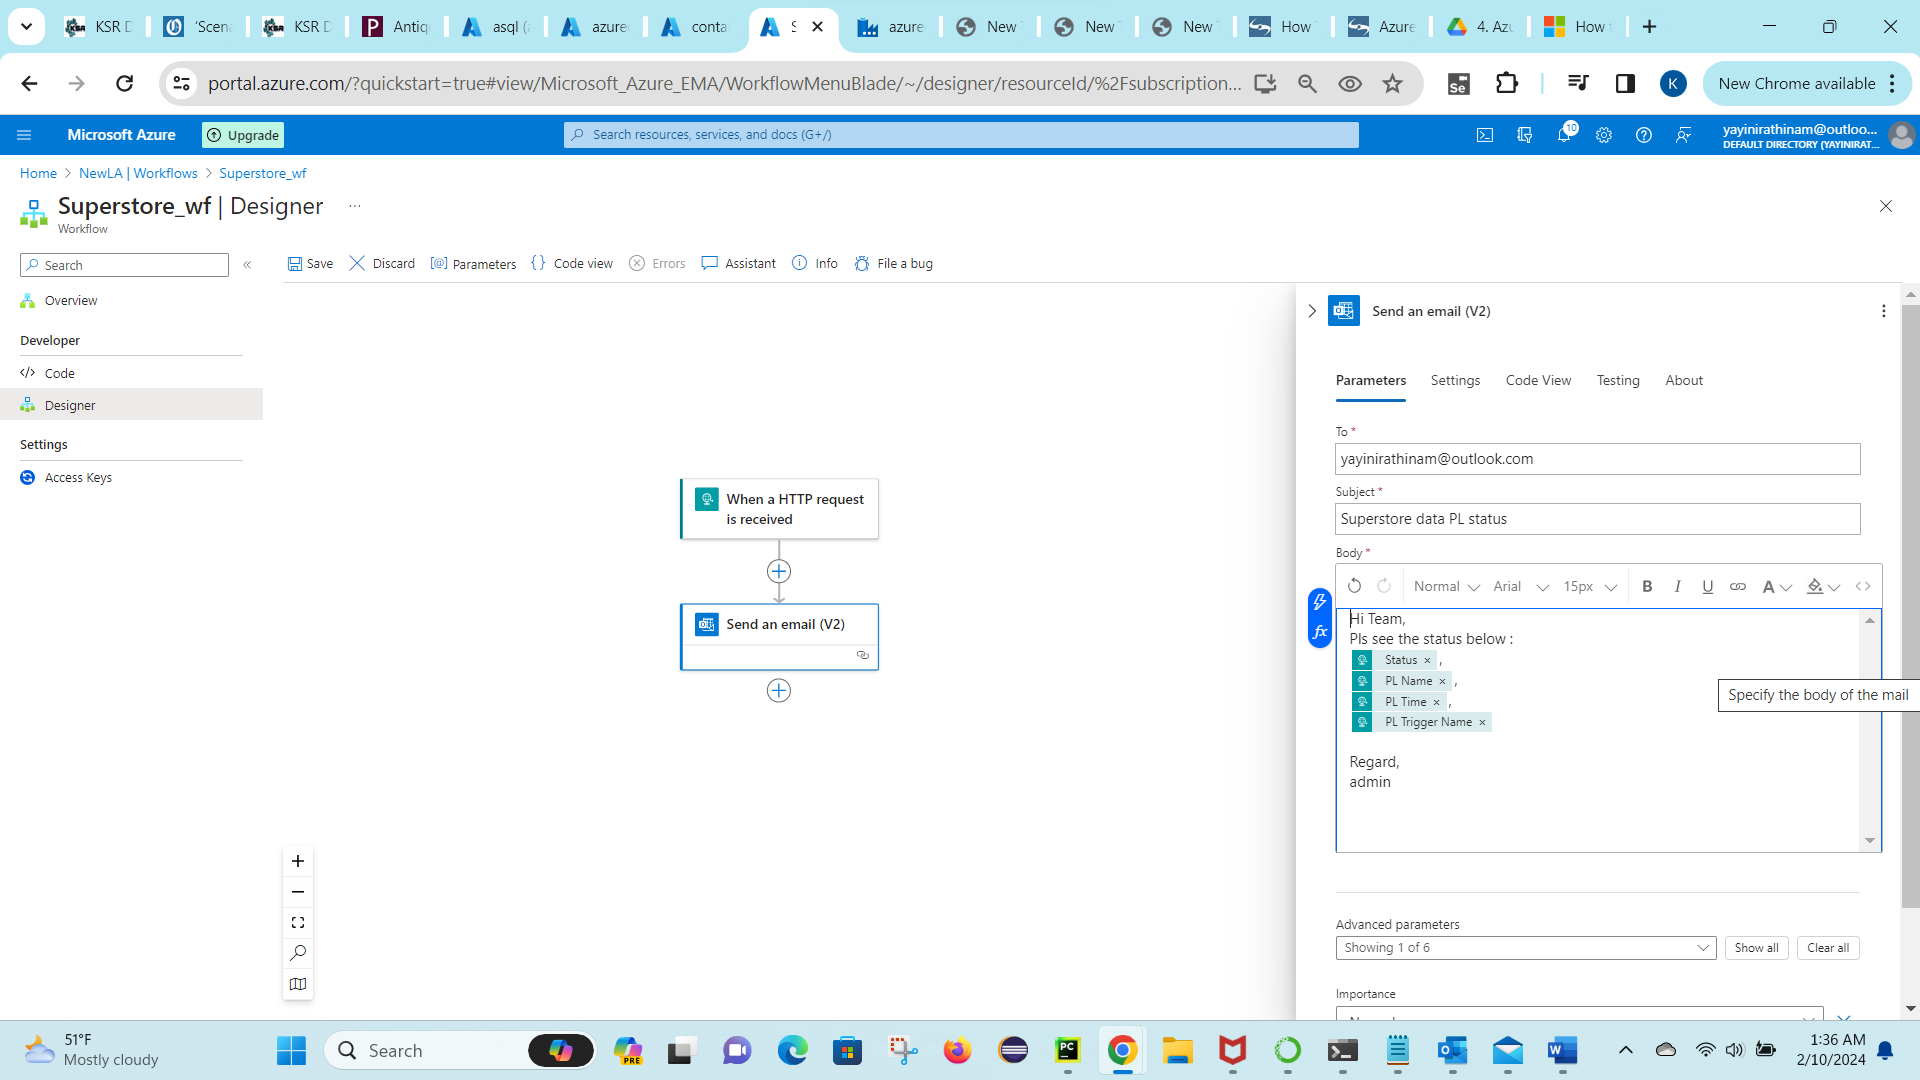 KSR D
'Scena
KSR D
Antiq
asql (a
azure
conta
S
azure
New T
New T
New T
How
Azure
4. Azu
How t
portal.azure.com/?quickstart=true#view/Microsoft_Azure_EMA/WorkflowMenuBlade/~/designer/resourceId/%2Fsubscription...
Se
K
New Chrome available
Microsoft Azure
Upgrade
Search resources, services, and docs (G+/)
10
yayinirathinam@outloo...
DEFAULT DIRECTORY (YAYINIRAT...
Home > NewLA | Workflows > Superstore_wf
Superstore_wf | Designer ...
Workflow
Search
Overview
Developer
Code
Designer
Settings
Access Keys
Save
Discard
Parameters
Code view
Errors
Assistant
Info
File a bug
When a HTTP request
is received
Send an email (V2)
Send an email (V2)
Parameters
Settings
Code View
Testing
About
To *
yayinirathinam@outlook.com
Subject *
Superstore data PL status
Body *
Normal
Arial
15px
B
I
U
A
fx
Hi Team,
Pls see the status below :
Status × ,
PL Name × ,
PL Time × ,
PL Trigger Name ×
Regard,
admin
Specify the body of the mail
Advanced parameters
Showing 1 of 6
Show all
Clear all
Importance
51°F
Mostly cloudy
Search
PRE
PC
1:36 AM
2/10/2024